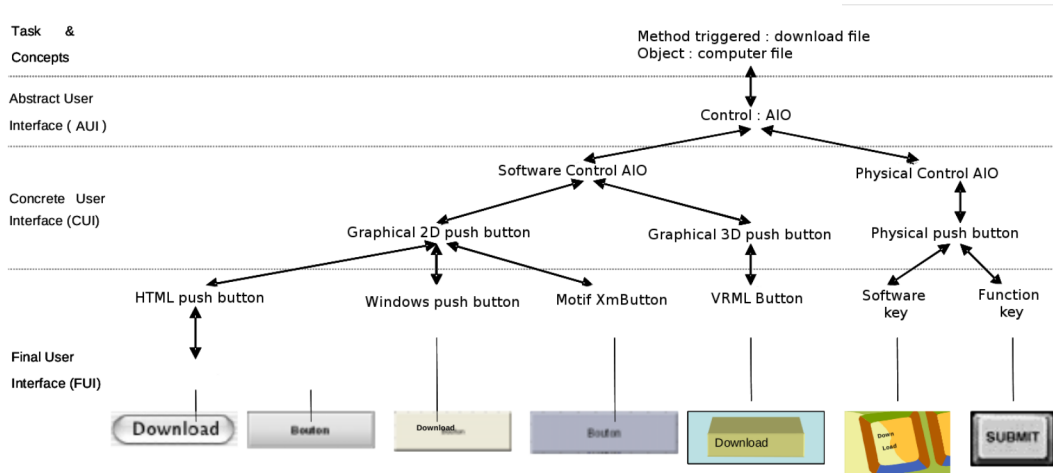 Task &
Concepts
Method triggered : download file
Object : computer file
Abstract User
Interface ( AUI )
Control : AIO
Software Control AIO
Physical Control AIO
Concrete User
Interface (CUI)
Graphical 2D push button
Graphical 3D push button
Physical push button
HTML push button
Windows push button
Motif XmButton
VRML Button
Software
key
Function
key
Final User
Interface (FUI)
Download
Bouton
Download
Bouton
Download
Down
Load
SUBMIT